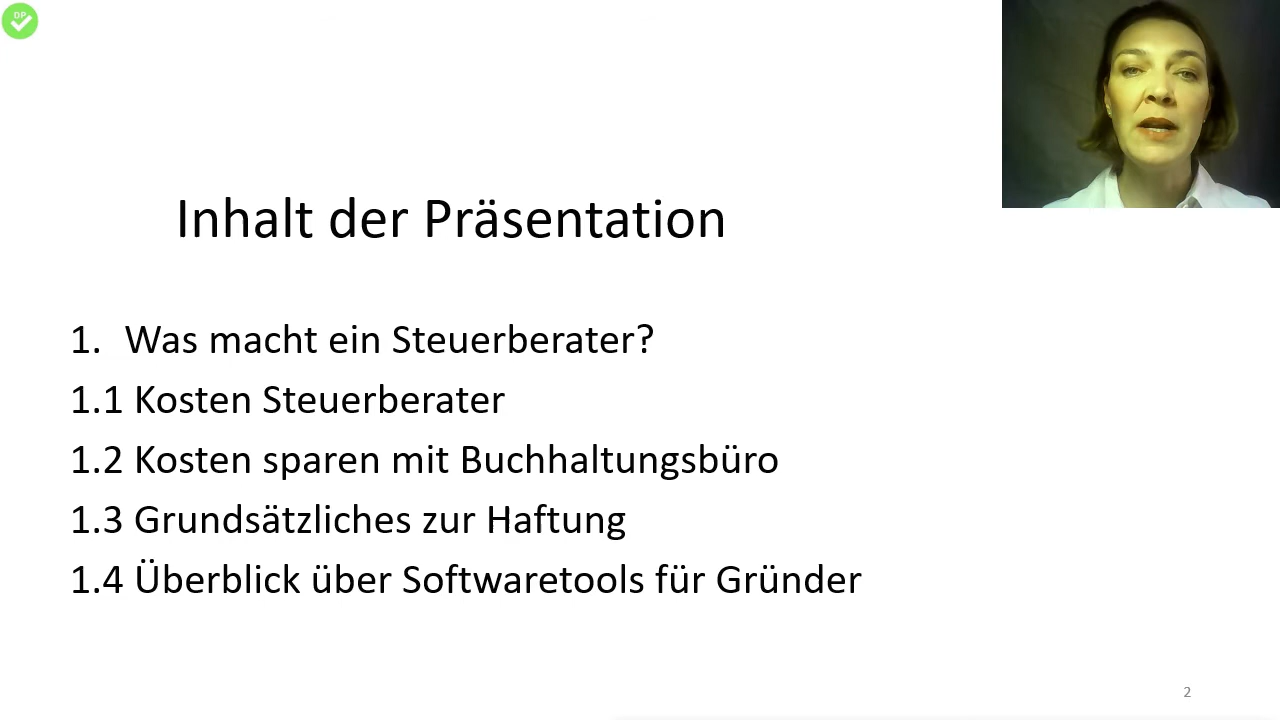 DP
Inhalt der Präsentation
1. Was macht ein Steuerberater?
1.1 Kosten Steuerberater
1.2 Kosten sparen mit Buchhaltungsbüro
1.3 Grundsätzliches zur Haftung
1.4 Überblick über Softwaretools für Gründer
2